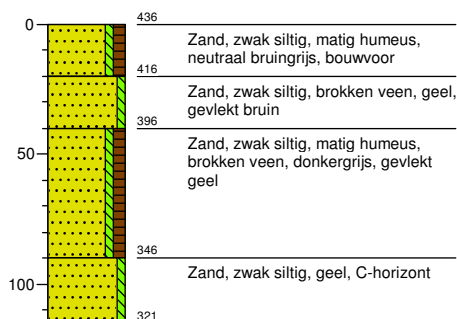 0
436
Zand, zwak siltig, matig humeus,
neutraal bruingrijs, bouwvoor
416
Zand, zwak siltig, brokken veen, geel,
gevlekt bruin
396
Zand, zwak siltig, matig humeus,
brokken veen, donkergrijs, gevlekt
geel
50
346
Zand, zwak siltig, geel, C-horizont
100
321